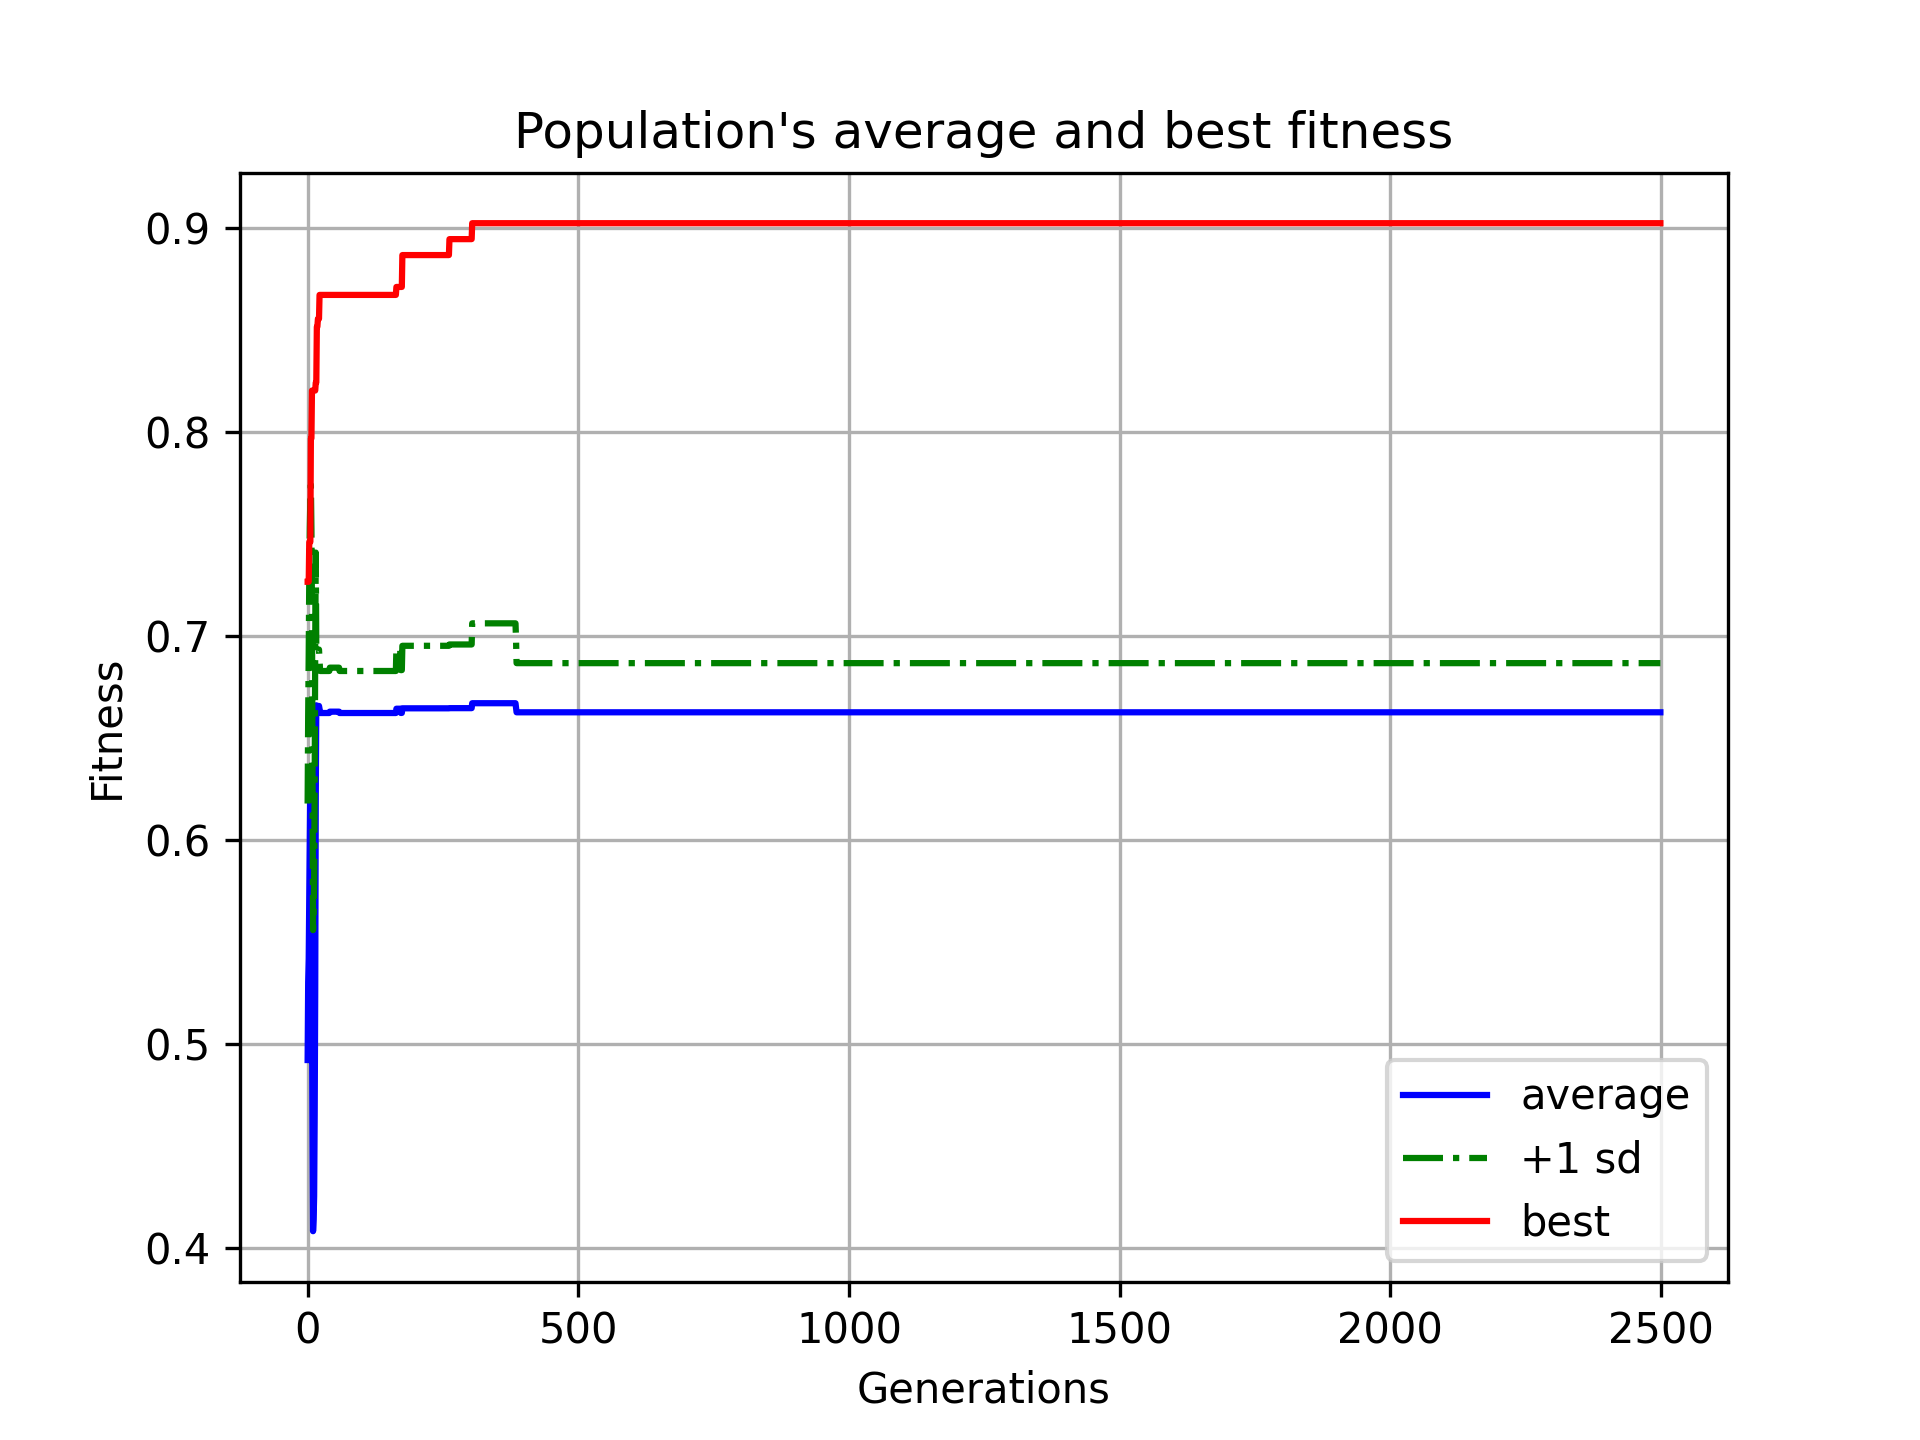 Population's average and best fitness
0.9
0.8
0.7
0.6
0.5
0.4
Fitness
average
+1 sd
best
0 500 1000 1500 2000 2500
Generations